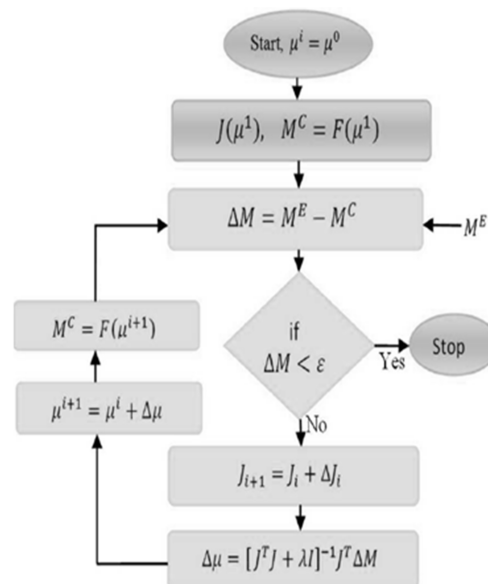 Start, μ^i = μ^0
J(μ^1), M^C = F(μ^1)
ΔM = M^E − M^C
M^E
if
ΔM < ε
Yes
Stop
No
J_{i+1} = J_i + ΔJ_i
Δμ = [J^T J + λI]^{−1} J^T ΔM
μ^{i+1} = μ^i + Δμ
M^C = F(μ^{i+1})